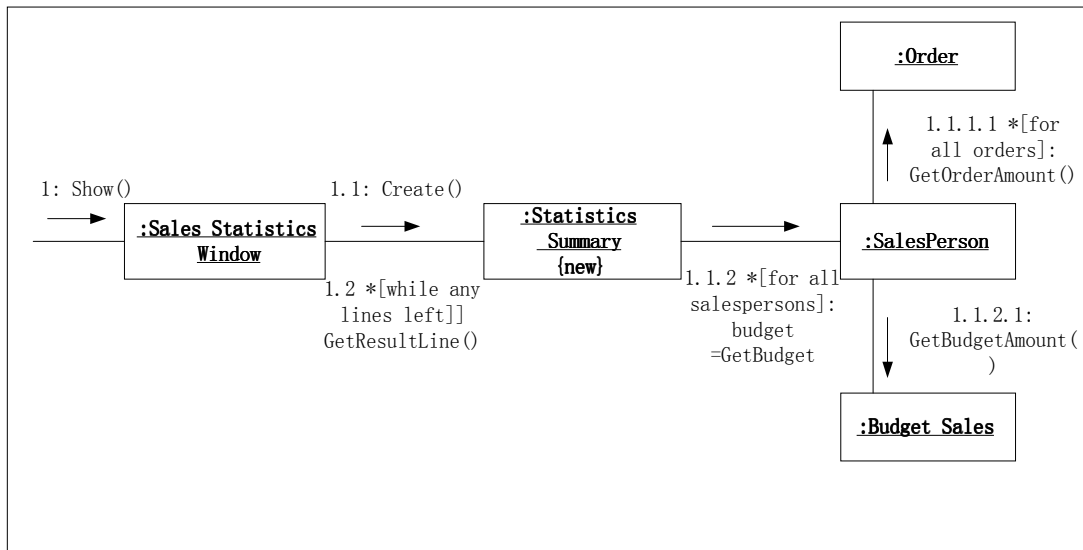 :Order
1.1.1.1 *[for
all orders]:
GetOrderAmount()
1: Show()
1.1: Create()
:Sales Statistics
Window
:Statistics
Summary
{new}
:SalesPerson
1.2 *[while any
lines left]]
GetResultLine()
1.1.2 *[for all
salespersons]:
budget
=GetBudget
1.1.2.1:
GetBudgetAmount(
)
:Budget Sales